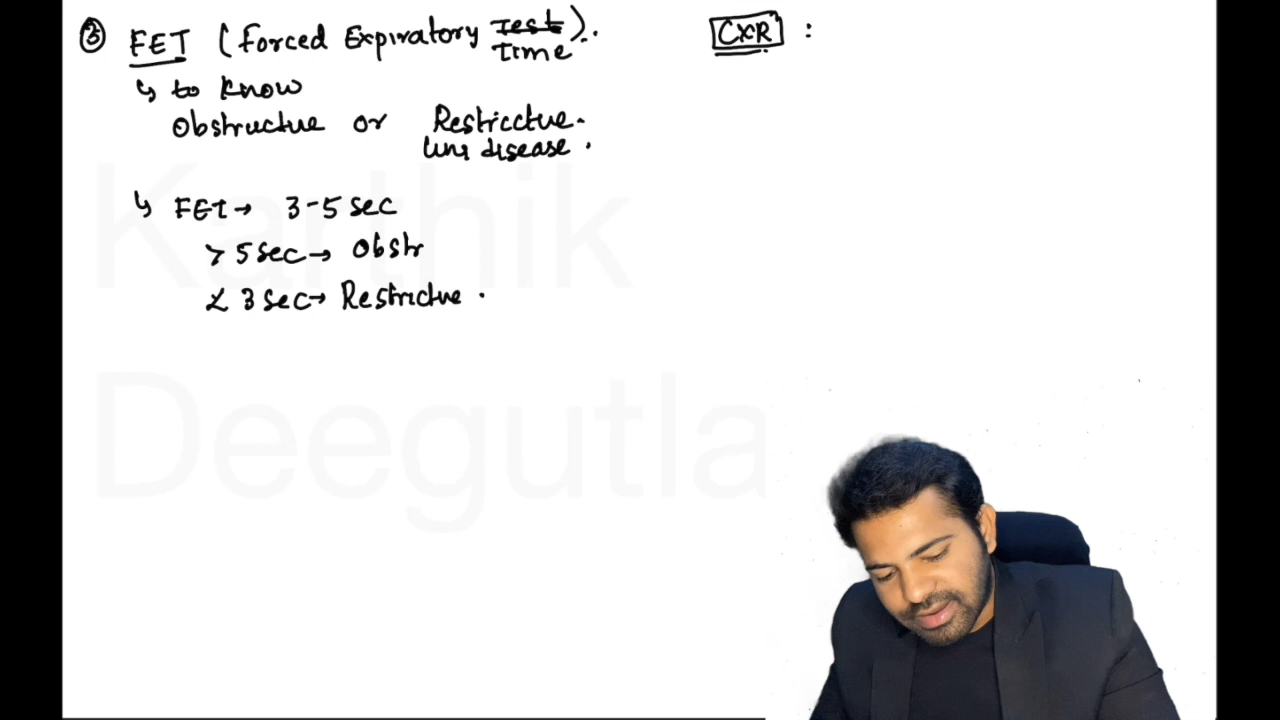 ③ FET (Forced Expiratory Test).
Time
↳ to know
Obstructive or Restricctive.
lung disease.
↳ FEt → 3-5 sec
> 5 sec → Obstr
< 3 sec → Restrictive.
CXR :
Karthik
Deegutla